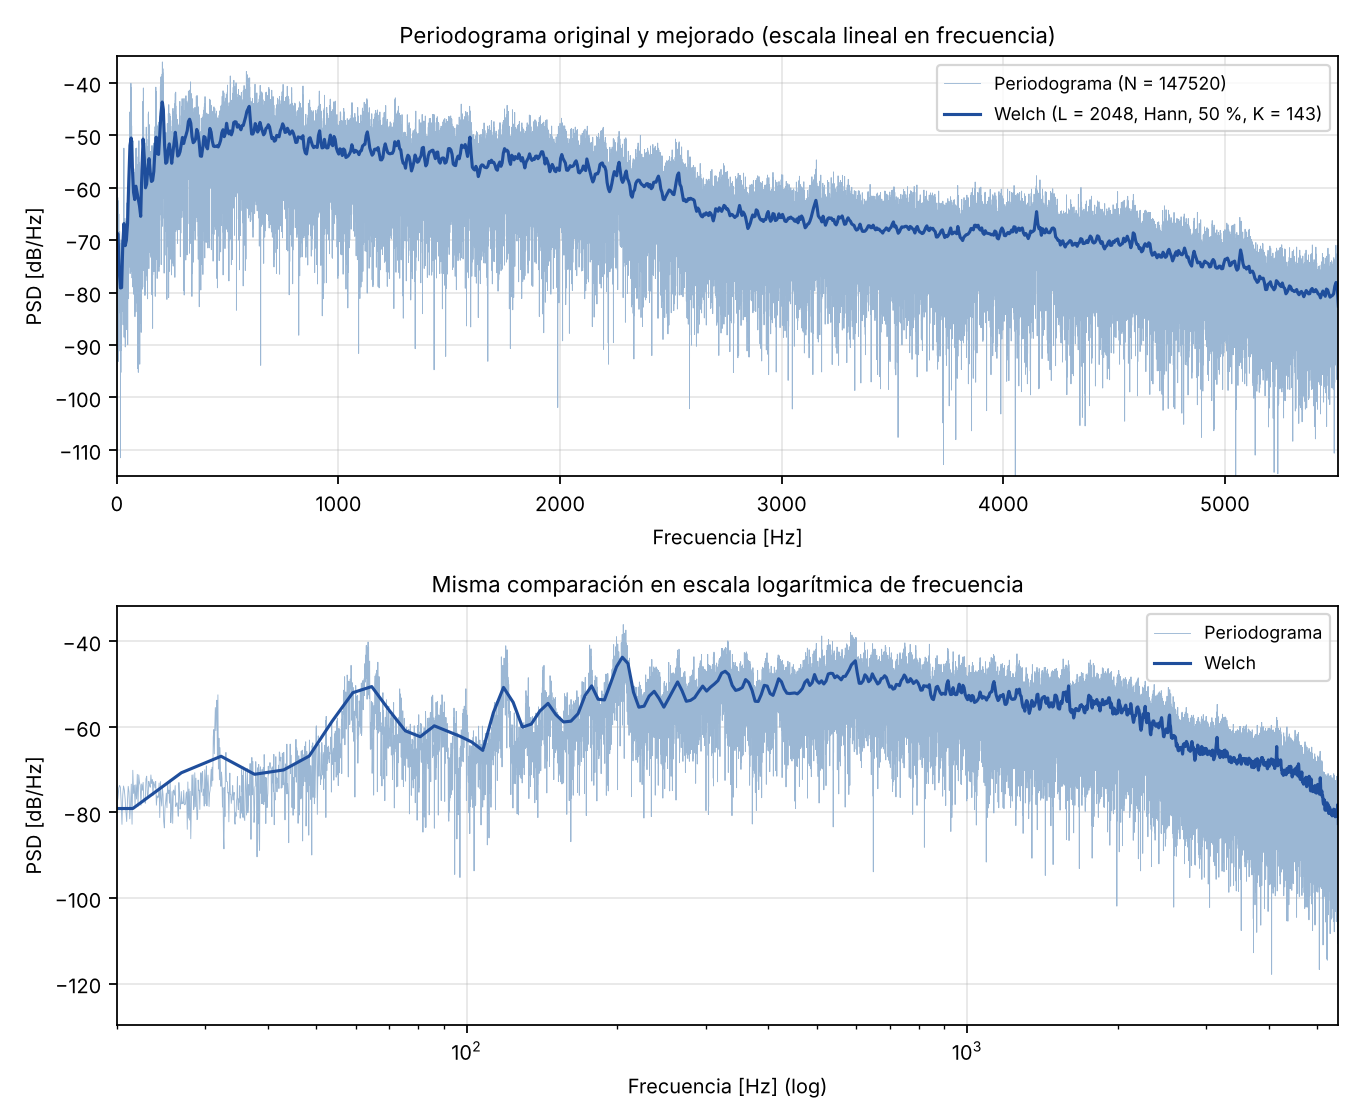 Periodograma original y mejorado (escala lineal en frecuencia)
Periodograma (N = 147520)
Welch (L = 2048, Hann, 50 %, K = 143)
PSD [dB/Hz]
−40
−50
−60
−70
−80
−90
−100
−110
0 1000 2000 3000 4000 5000
Frecuencia [Hz]
Misma comparación en escala logarítmica de frecuencia
Periodograma
Welch
PSD [dB/Hz]
−40
−60
−80
−100
−120
10² 10³
Frecuencia [Hz] (log)